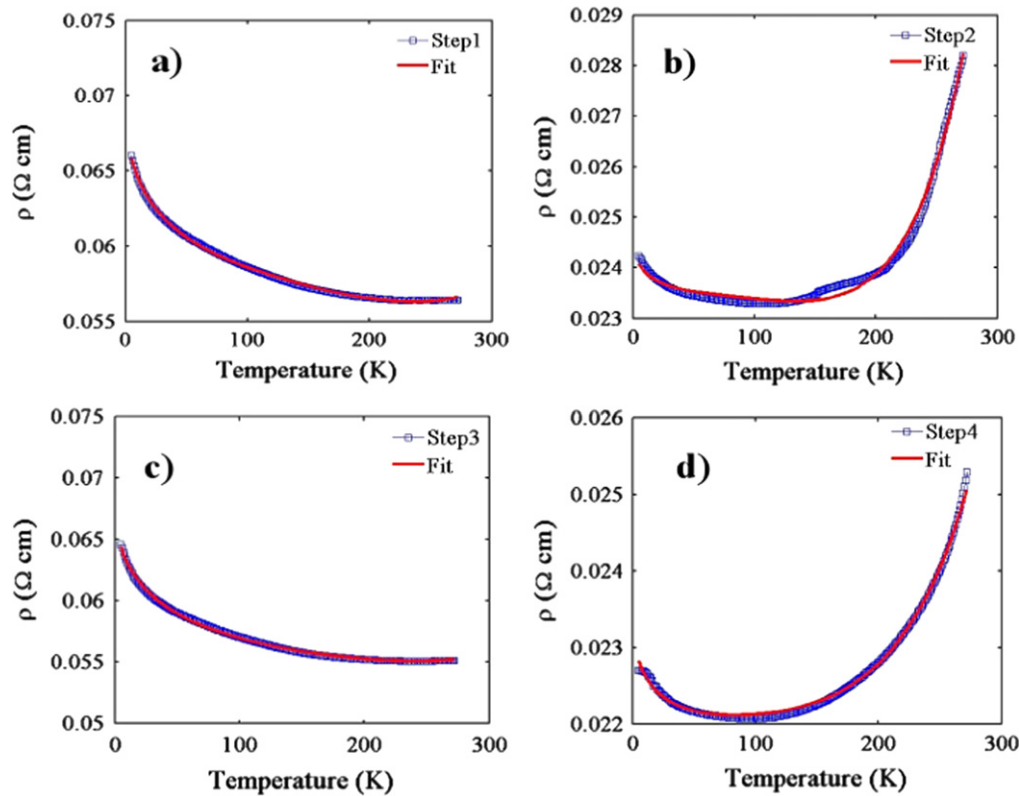 a)
Step1
Fit
0.075
0.07
0.065
0.06
0.055
ρ (Ω cm)
0
100
200
300
Temperature (K)
b)
Step2
Fit
0.029
0.028
0.027
0.026
0.025
0.024
0.023
ρ (Ω cm)
0
100
200
300
Temperature (K)
c)
Step3
Fit
0.075
0.07
0.065
0.06
0.055
0.05
ρ (Ω cm)
0
100
200
300
Temperature (K)
d)
Step4
Fit
0.026
0.025
0.024
0.023
0.022
ρ (Ω cm)
0
100
200
300
Temperature (K)